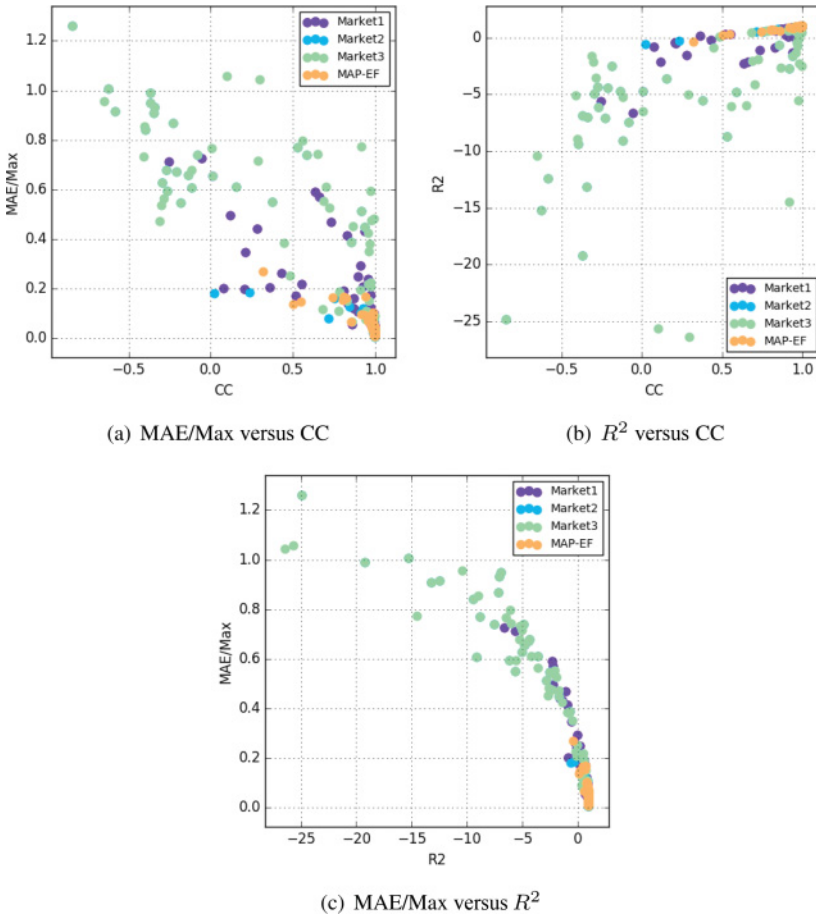 1.2
1.0
0.8
0.6
0.4
0.2
0.0
MAE/Max
−0.5 0.0 0.5 1.0
CC
Market1
Market2
Market3
MAP-EF
(a) MAE/Max versus CC
0
−5
−10
−15
−20
−25
R2
−0.5 0.0 0.5 1.0
CC
Market1
Market2
Market3
MAP-EF
(b) R² versus CC
1.2
1.0
0.8
0.6
0.4
0.2
0.0
MAE/Max
−25 −20 −15 −10 −5 0
R2
Market1
Market2
Market3
MAP-EF
(c) MAE/Max versus R²